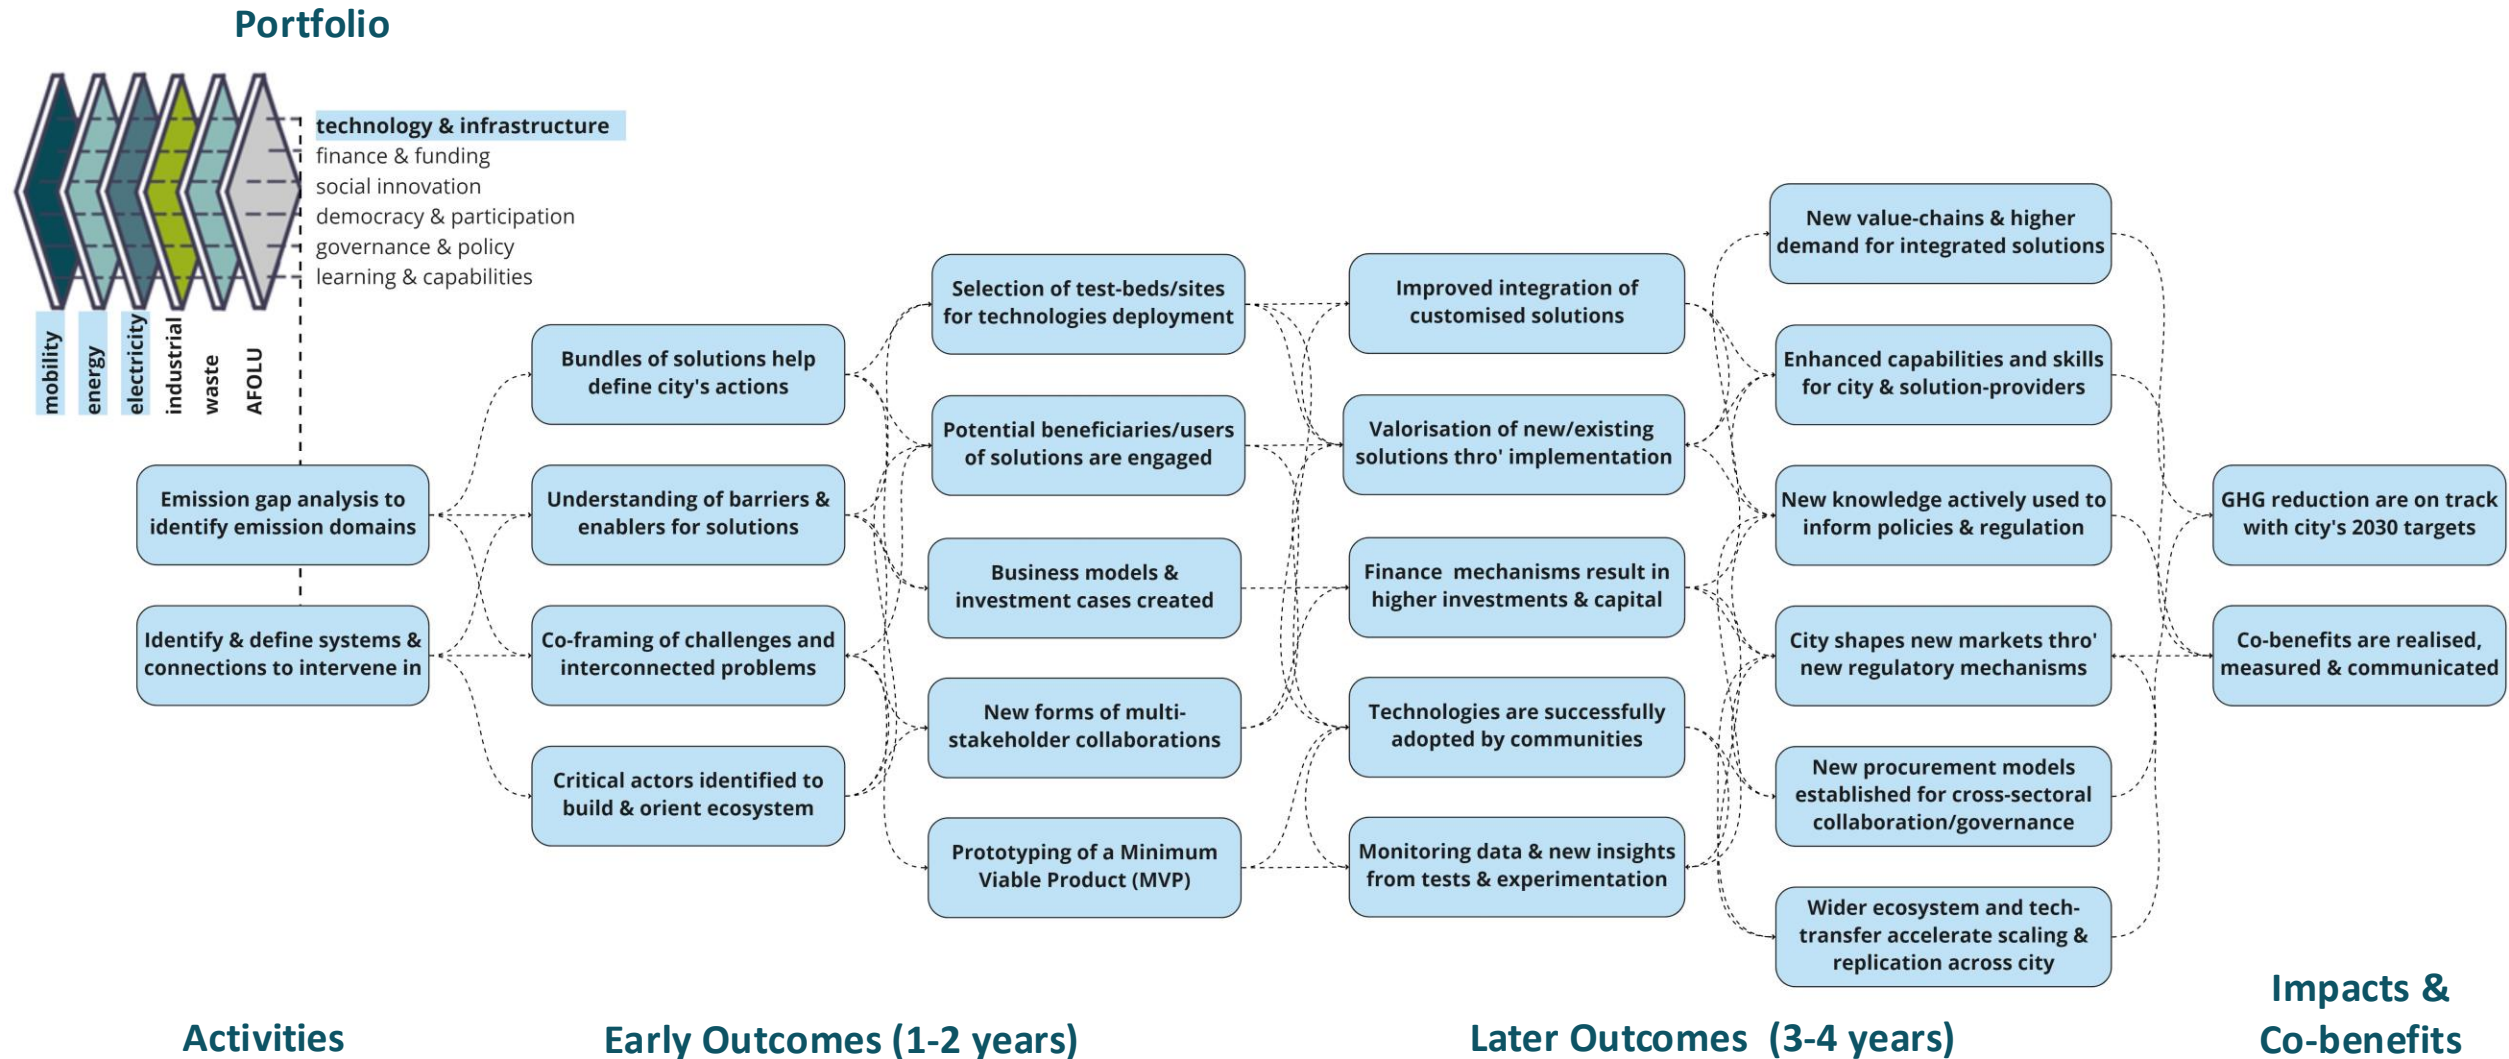 Portfolio
technology & infrastructure
finance & funding
social innovation
democracy & participation
governance & policy
learning & capabilities
mobility
energy
electricity
industrial
waste
AFOLU
Emission gap analysis to
identify emission domains
Identify & define systems &
connections to intervene in
Bundles of solutions help
define city's actions
Understanding of barriers &
enablers for solutions
Co-framing of challenges and
interconnected problems
Critical actors identified to
build & orient ecosystem
Selection of test-beds/sites
for technologies deployment
Potential beneficiaries/users
of solutions are engaged
Business models &
investment cases created
New forms of multi-
stakeholder collaborations
Prototyping of a Minimum
Viable Product (MVP)
Improved integration of
customised solutions
Valorisation of new/existing
solutions thro' implementation
Finance mechanisms result in
higher investments & capital
Technologies are successfully
adopted by communities
Monitoring data & new insights
from tests & experimentation
New value-chains & higher
demand for integrated solutions
Enhanced capabilities and skills
for city & solution-providers
New knowledge actively used to
inform policies & regulation
City shapes new markets thro'
new regulatory mechanisms
New procurement models
established for cross-sectoral
collaboration/governance
Wider ecosystem and tech-
transfer accelerate scaling &
replication across city
GHG reduction are on track
with city's 2030 targets
Co-benefits are realised,
measured & communicated
Activities
Early Outcomes (1-2 years)
Later Outcomes (3-4 years)
Impacts &
Co-benefits